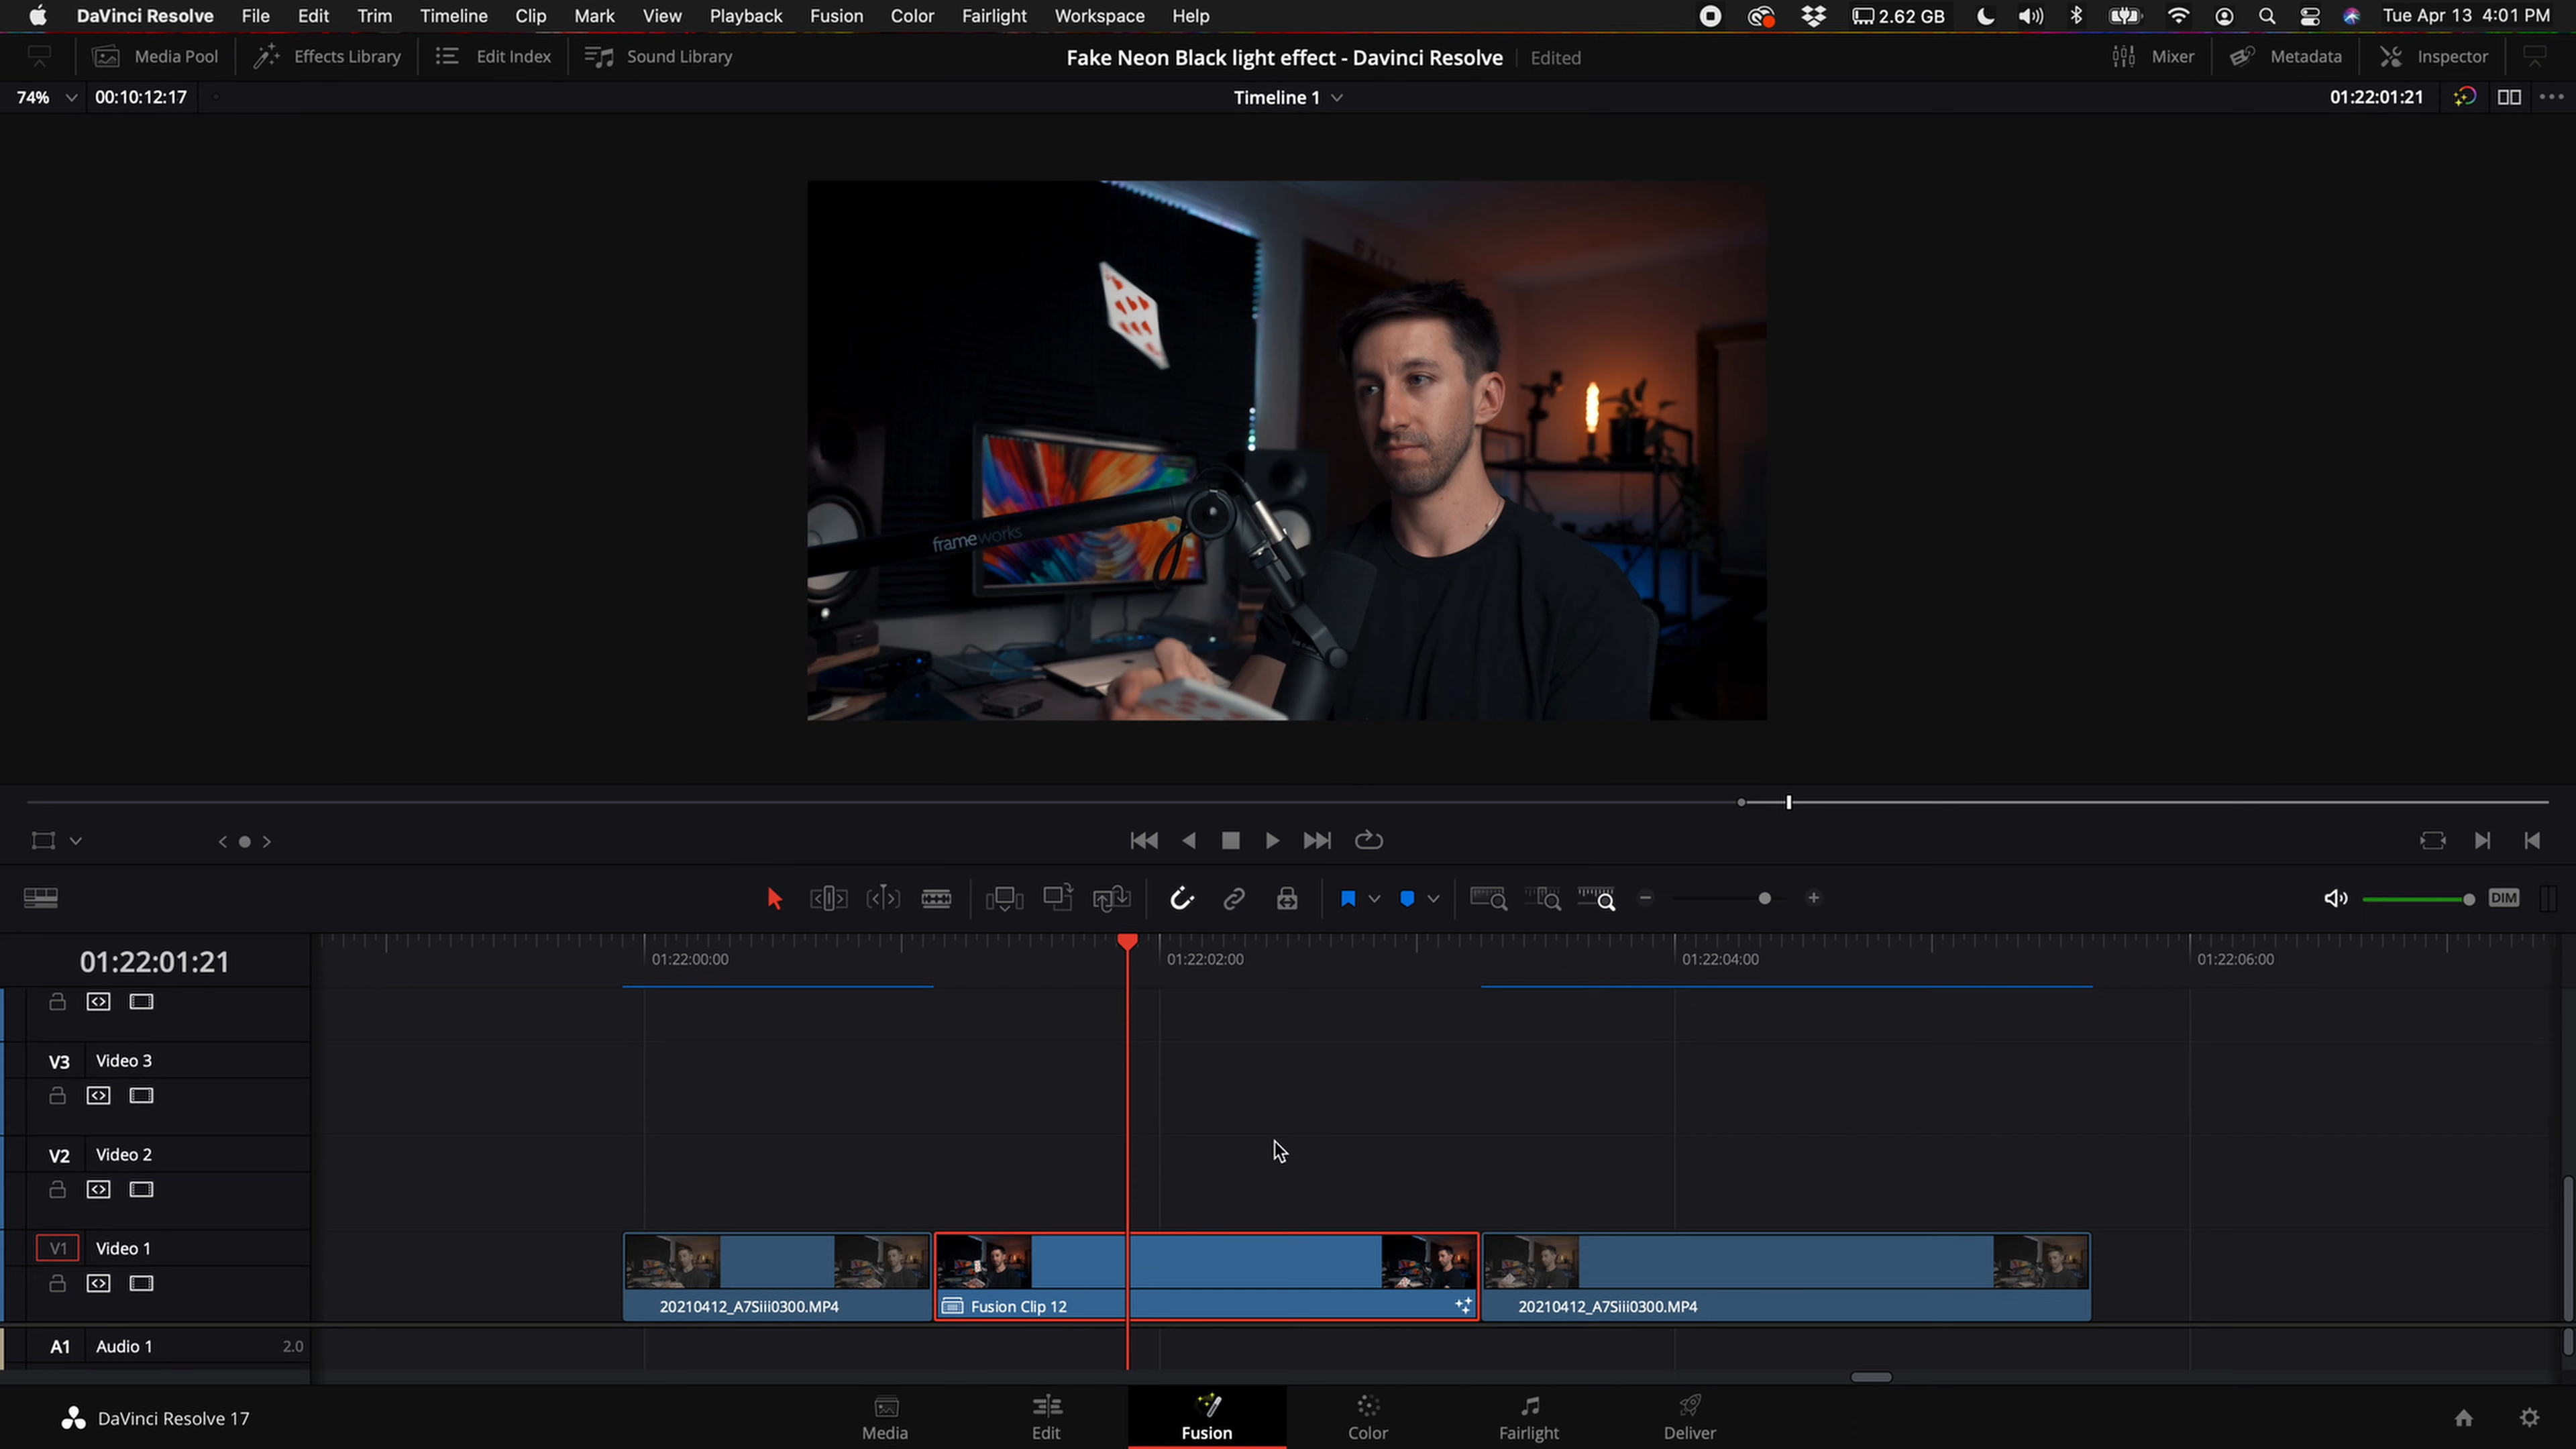 DaVinci Resolve File Edit Trim Timeline Clip Mark View Playback Fusion Color Fairlight Workspace Help 2.62 GB Tue Apr 13 4:01 PM
Media Pool Effects Library Edit Index Sound Library Fake Neon Black light effect - Davinci Resolve Edited Mixer Metadata Inspector
74% 00:10:12:17 Timeline 1 01:22:01:21
EXIT
frameworks
DIM
01:22:01:21 01:22:00:00 01:22:02:00 01:22:04:00 01:22:06:00
V3 Video 3
V2 Video 2
V1 Video 1
20210412_A7Siii0300.MP4 Fusion Clip 12 20210412_A7Siii0300.MP4
A1 Audio 1 2.0
DaVinci Resolve 17 Media Edit Fusion Color Fairlight Deliver